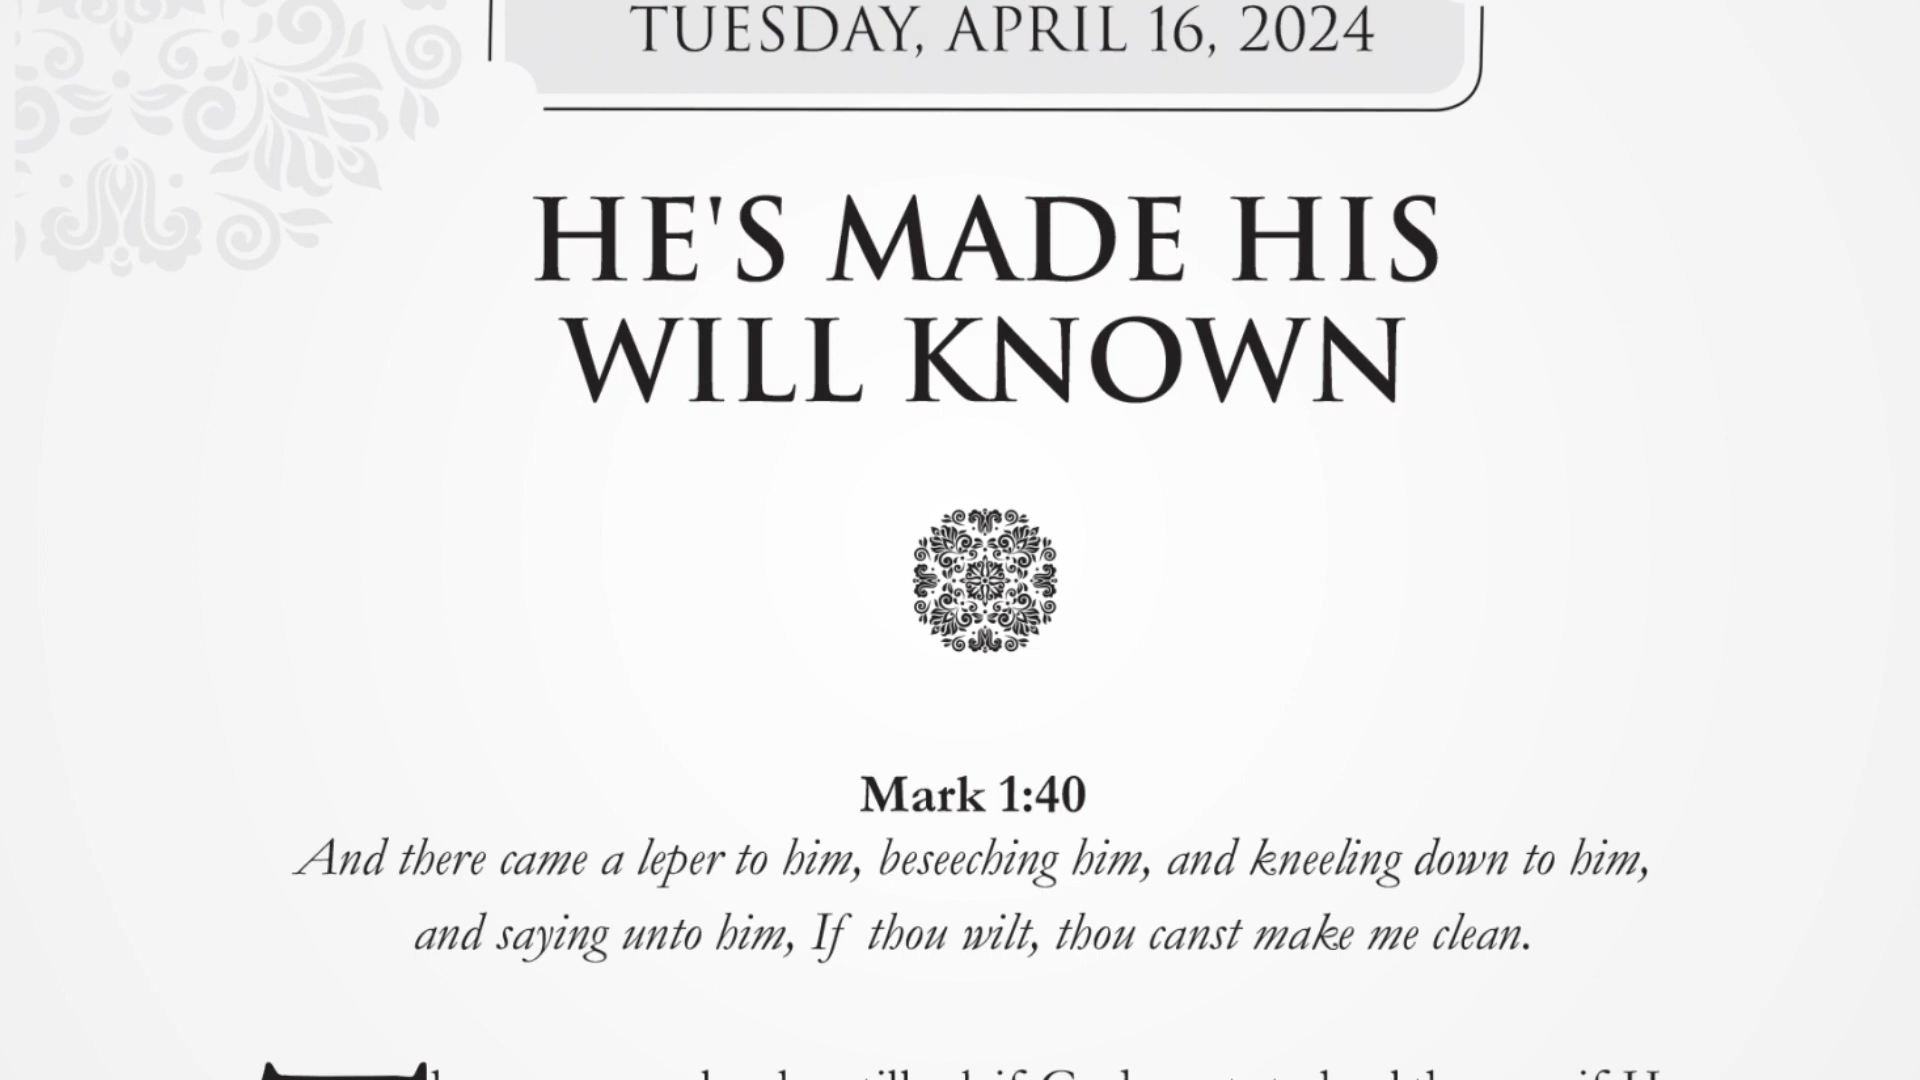 TUESDAY, APRIL 16, 2024
HE'S MADE HIS
WILL KNOWN
Mark 1:40
And there came a leper to him, beseeching him, and kneeling down to him,
and saying unto him, If thou wilt, thou canst make me clean.